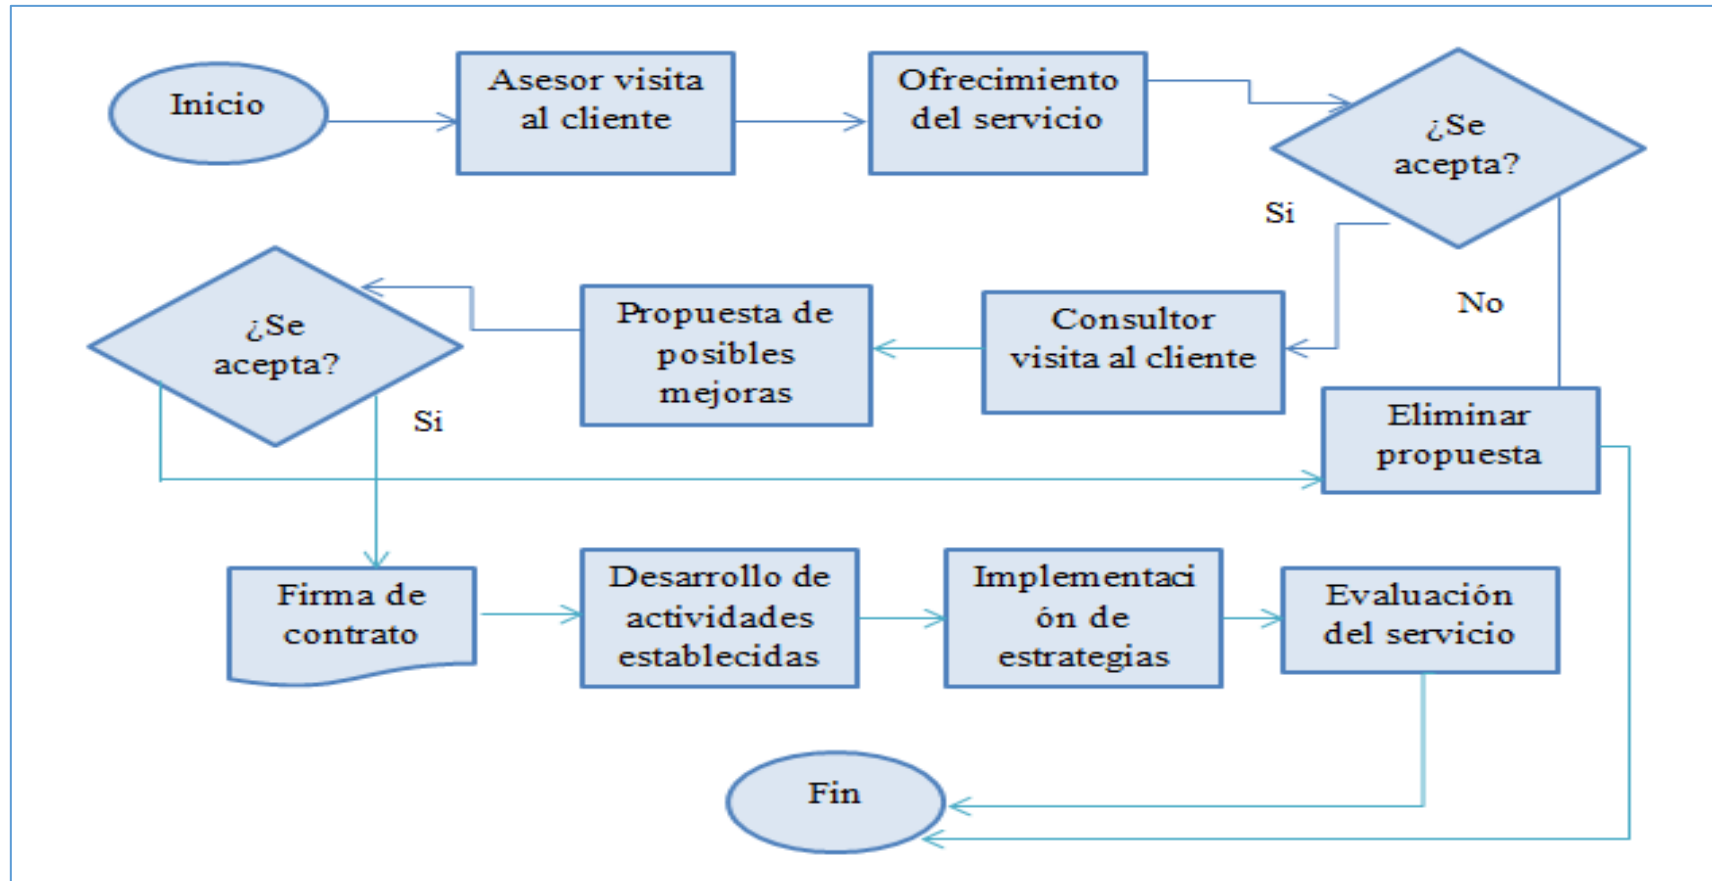 Inicio
Asesor visita
al cliente
Ofrecimiento
del servicio
¿Se
acepta?
Si
No
Consultor
visita al cliente
Propuesta de
posibles
mejoras
¿Se
acepta?
Si
Eliminar
propuesta
Firma de
contrato
Desarrollo de
actividades
establecidas
Implementaci
ón de
estrategias
Evaluación
del servicio
Fin